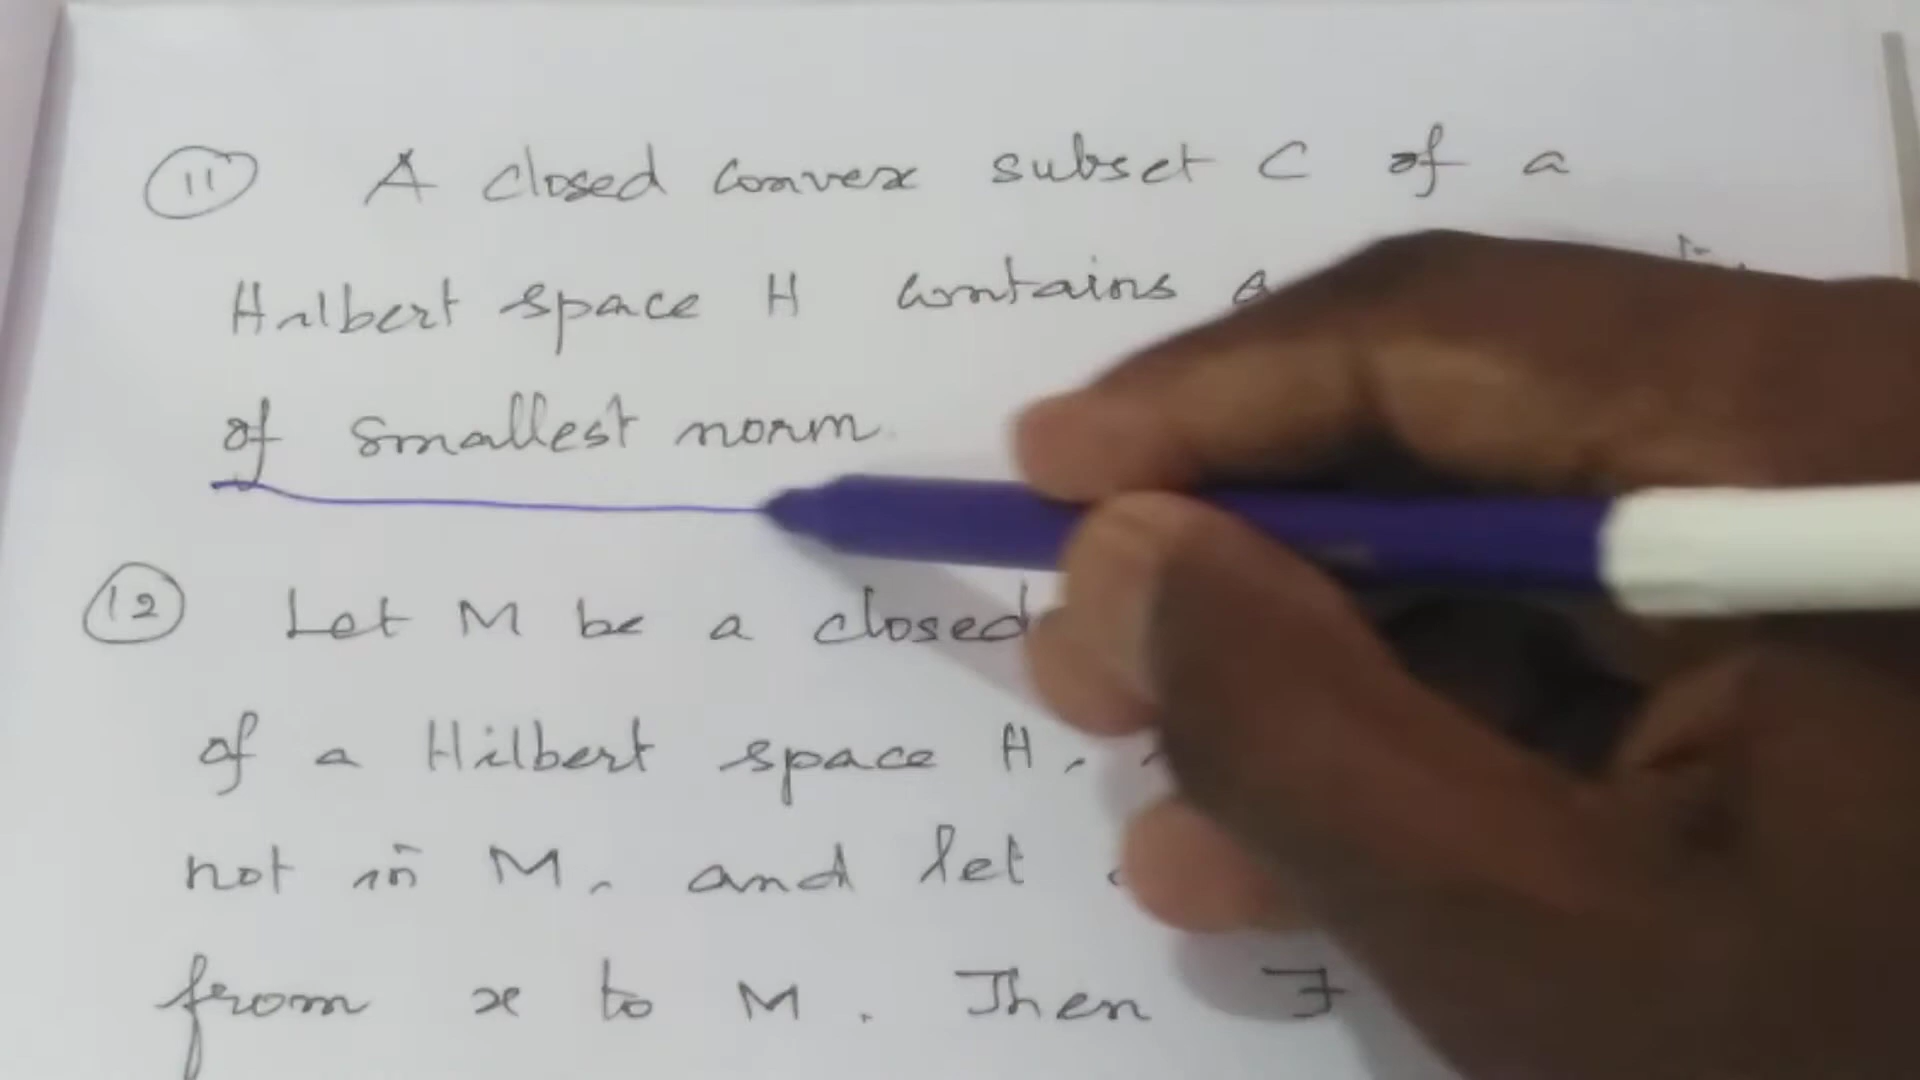 11 A closed convex subset C of a
Hilbert space H contains a
of smallest norm
12 Let M be a closed
of a Hilbert space H,
not in M, and let
from x to M. Then ∃